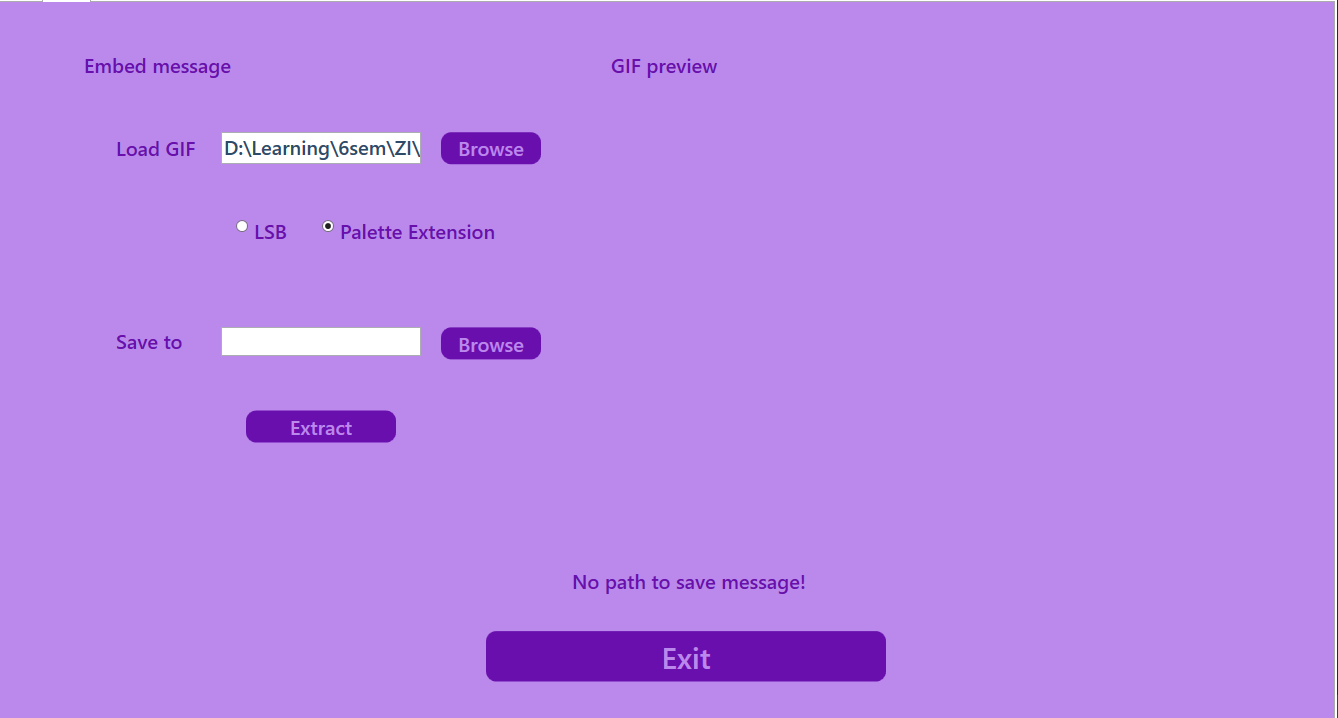 Embed message
GIF preview
Load GIF D:\Learning\6sem\ZI\ Browse
LSB Palette Extension
Save to Browse
Extract
No path to save message!
Exit